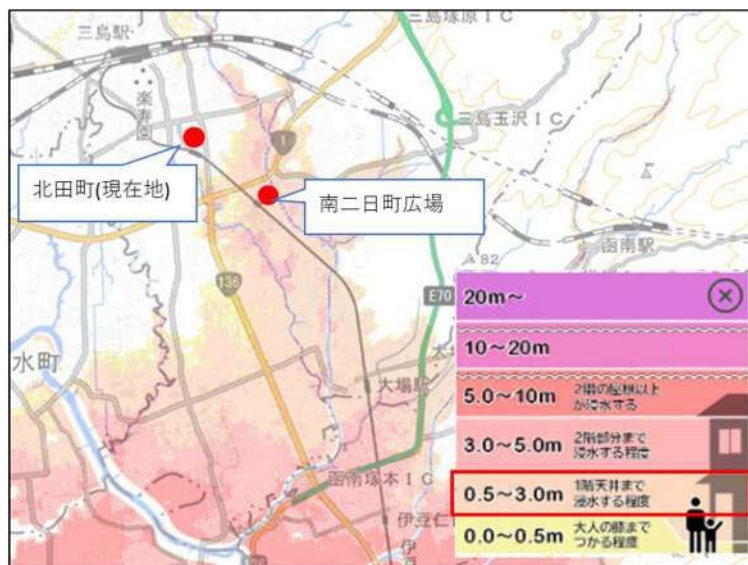 三島塚原IC
三島駅
楽寿園
三島玉沢IC
1
北田町(現在地)
南二日町広場
函南駅
82
136
E70
20m～
10～20m
水町
5.0～10m 2階の屋根以上
が浸水する
大場駅
3.0～5.0m 2階部分まで
浸水する程度
函南塚本IC
0.5～3.0m 1階天井まで
浸水する程度
伊豆仁
0.0～0.5m 大人の膝まで
つかる程度